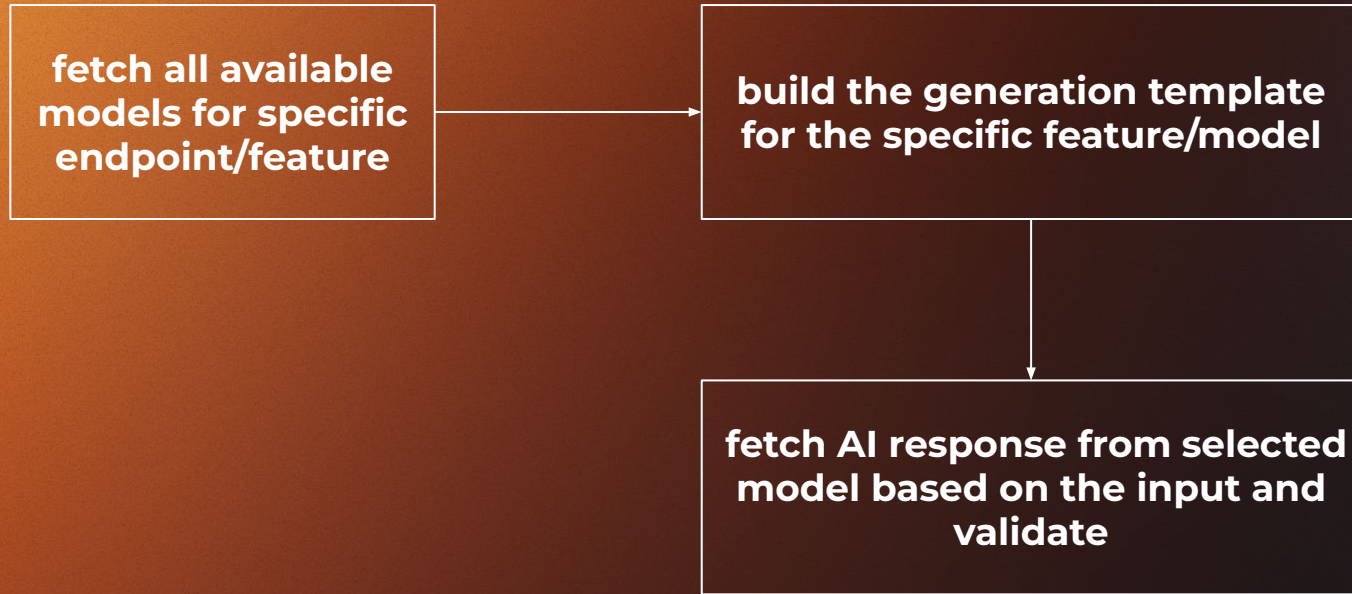 fetch all available
models for specific
endpoint/feature
build the generation template
for the specific feature/model
fetch AI response from selected
model based on the input and
validate